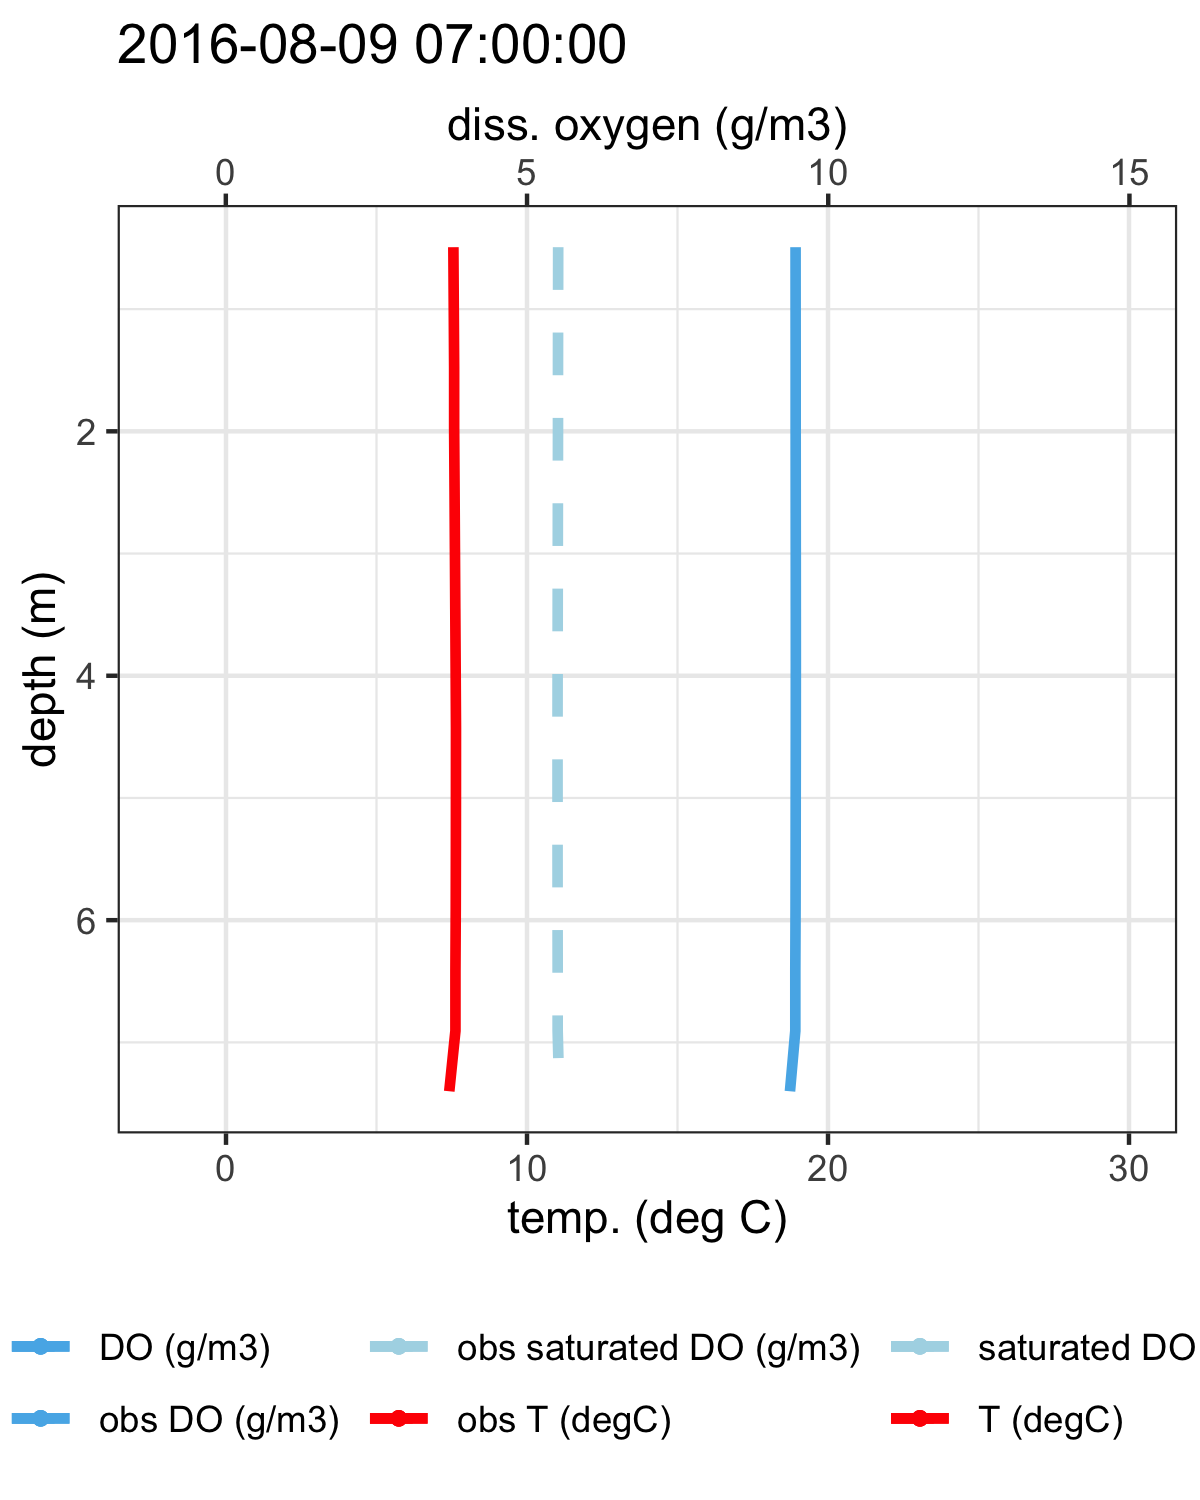 2016-08-09 07:00:00
diss. oxygen (g/m3)
0 5 10 15
2
4
6
depth (m)
0 10 20 30
temp. (deg C)
DO (g/m3) obs saturated DO (g/m3) saturated DO
obs DO (g/m3) obs T (degC) T (degC)